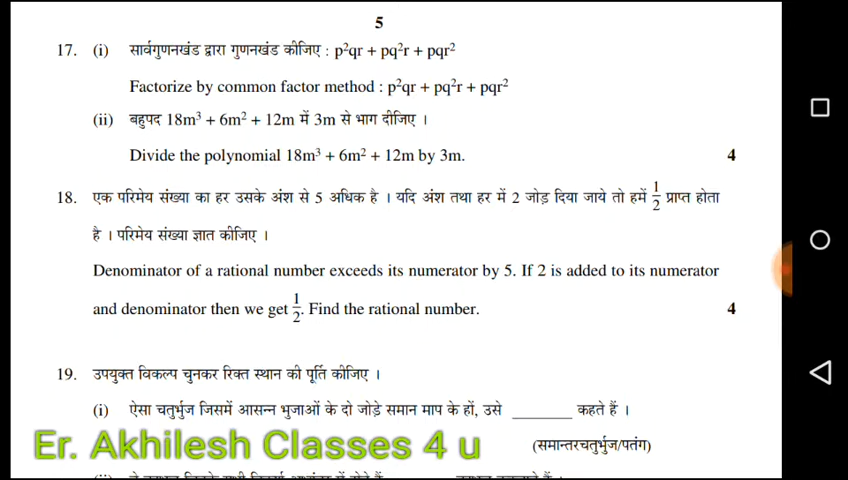 5
17. (i) सार्वगुणनखंड द्वारा गुणनखंड कीजिए : p²qr + pq²r + pqr²
Factorize by common factor method : p²qr + pq²r + pqr²
(ii) बहुपद 18m³ + 6m² + 12m में 3m से भाग दीजिए ।
Divide the polynomial 18m³ + 6m² + 12m by 3m. 4
18. एक परिमेय संख्या का हर उसके अंश से 5 अधिक है । यदि अंश तथा हर में 2 जोड़ दिया जाये तो हमें 1/2 प्राप्त होता
है । परिमेय संख्या ज्ञात कीजिए ।
Denominator of a rational number exceeds its numerator by 5. If 2 is added to its numerator
and denominator then we get 1/2. Find the rational number. 4
19. उपयुक्त विकल्प चुनकर रिक्त स्थान की पूर्ति कीजिए ।
(i) ऐसा चतुर्भुज जिसमें आसन्न भुजाओं के दो जोड़े समान माप के हों, उसे ________ कहते हैं ।
Er. Akhilesh Classes 4 u (समान्तरचतुर्भुज/पतंग)